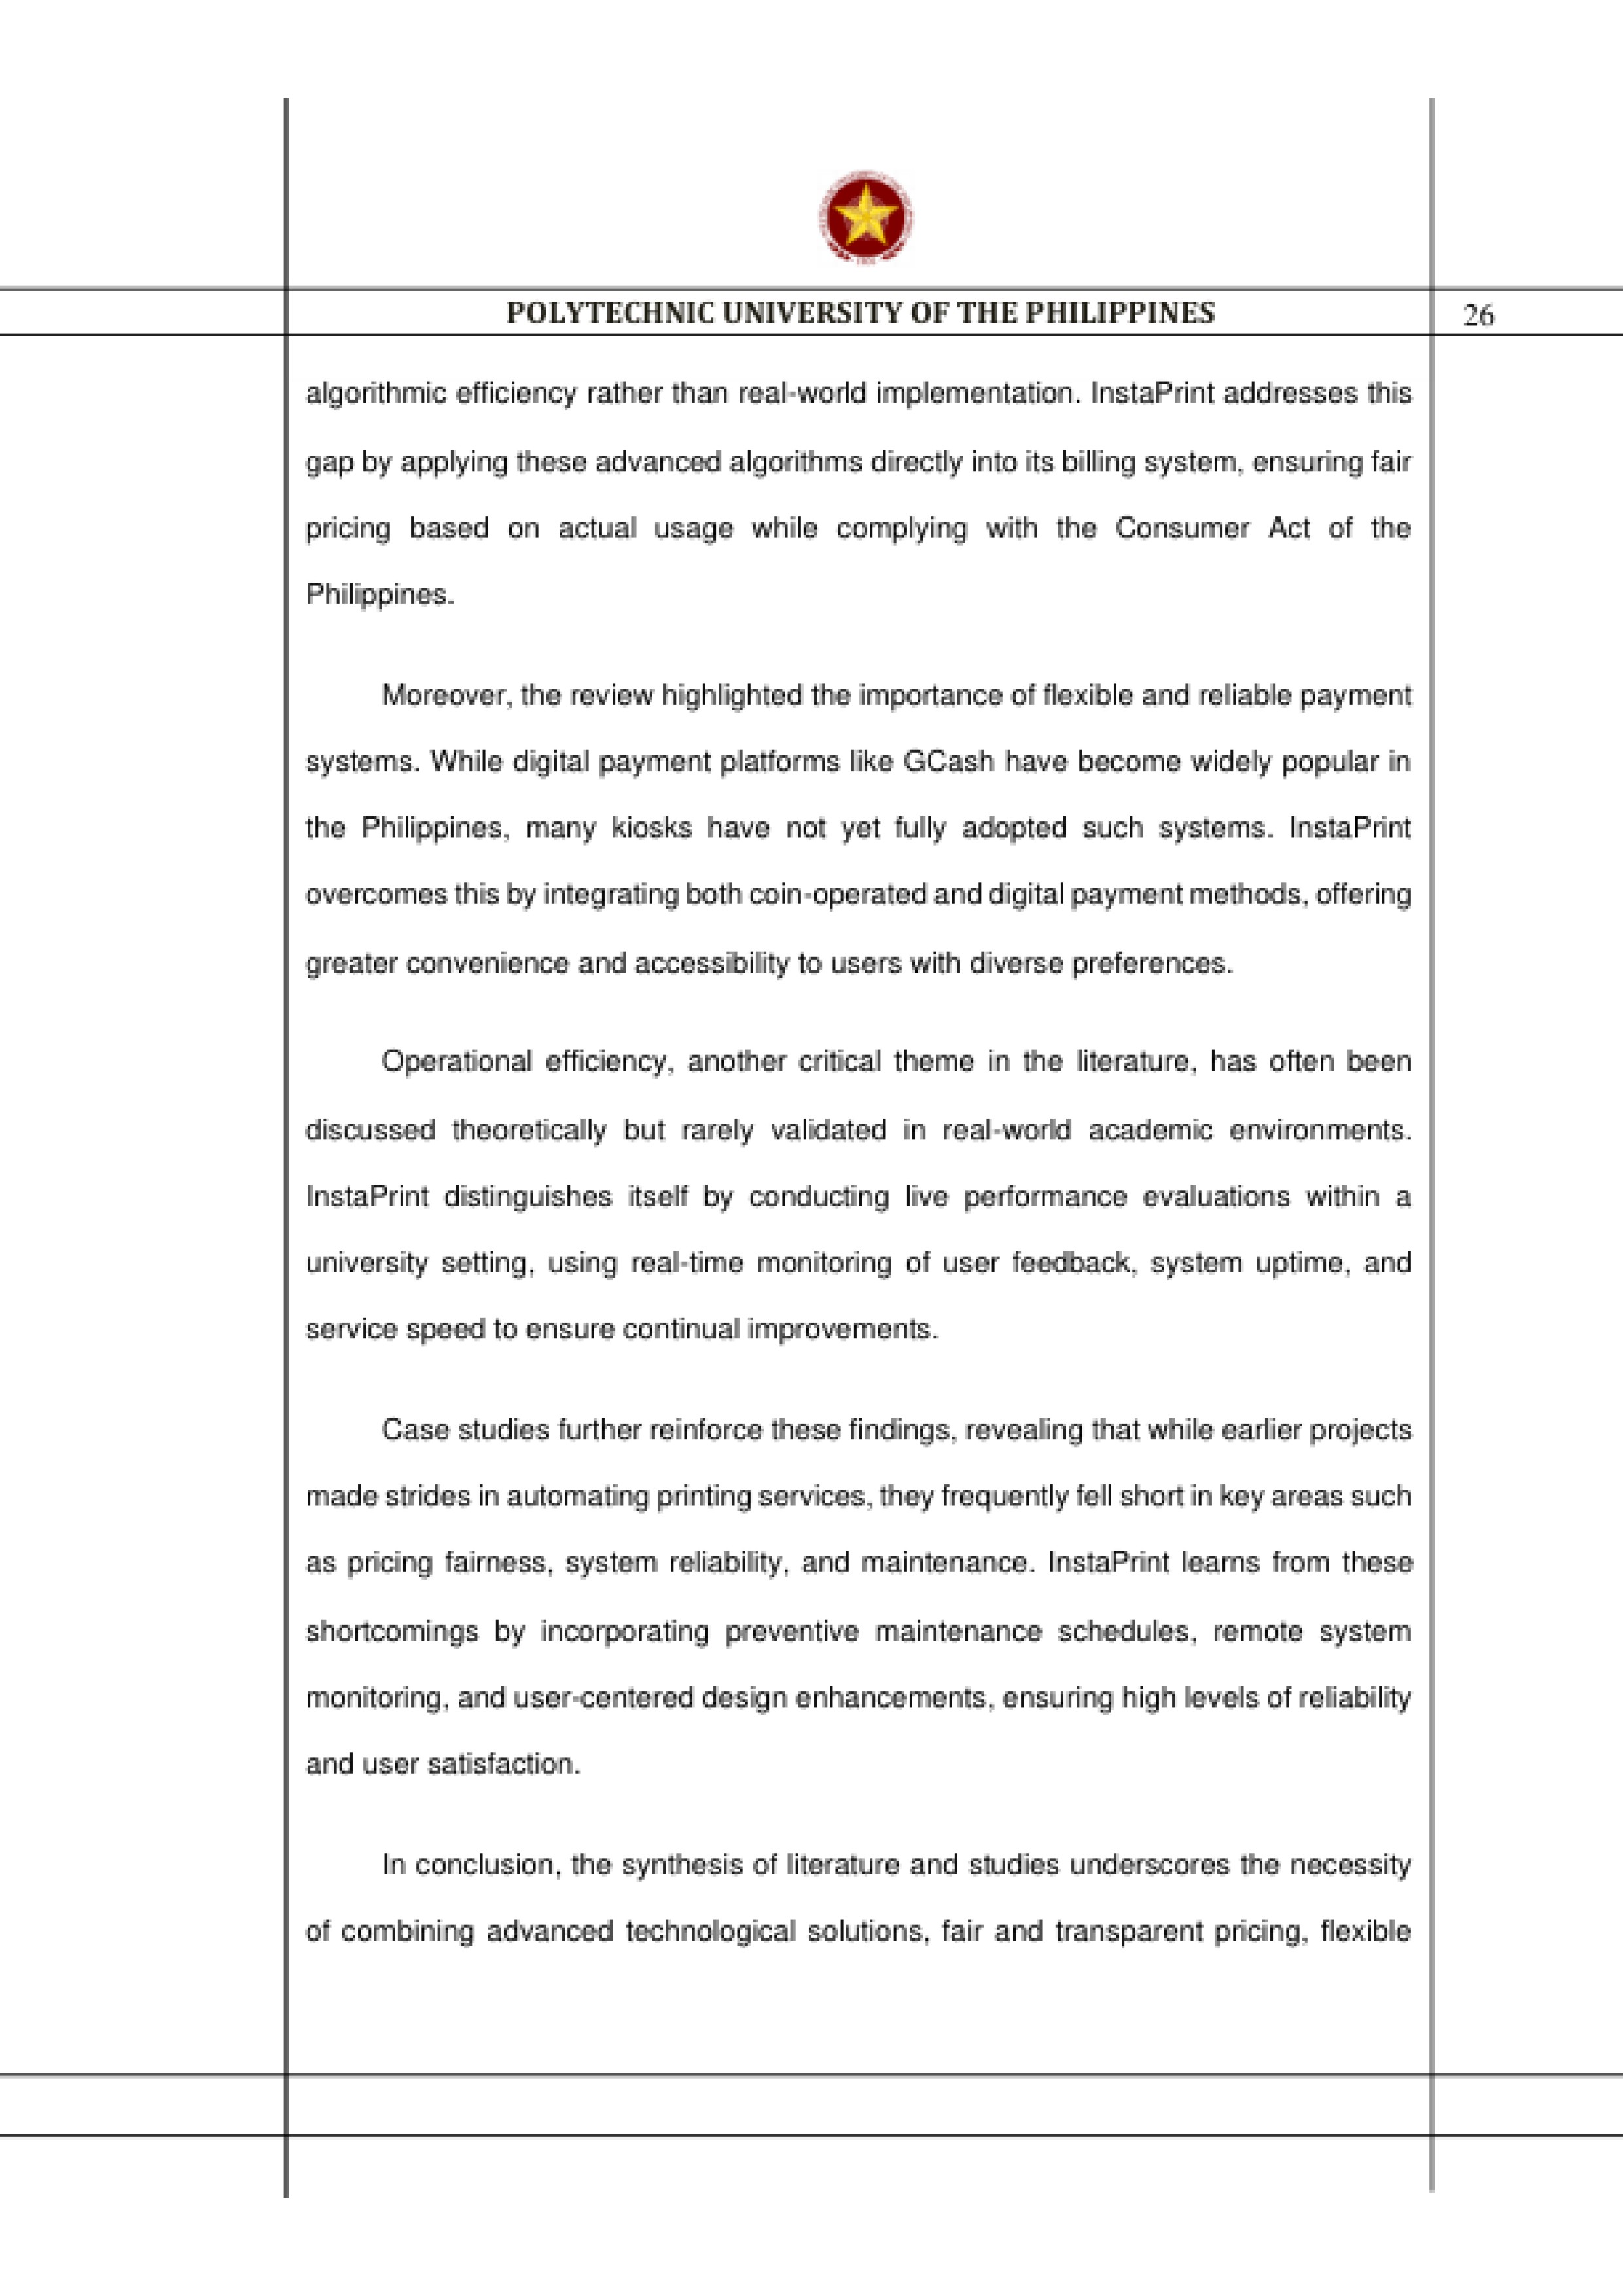 POLYTECHNIC UNIVERSITY OF THE PHILIPPINES
26
algorithmic efficiency rather than real-world implementation. InstaPrint addresses this
gap by applying these advanced algorithms directly into its billing system, ensuring fair
pricing based on actual usage while complying with the Consumer Act of the
Philippines.
Moreover, the review highlighted the importance of flexible and reliable payment
systems. While digital payment platforms like GCash have become widely popular in
the Philippines, many kiosks have not yet fully adopted such systems. InstaPrint
overcomes this by integrating both coin-operated and digital payment methods, offering
greater convenience and accessibility to users with diverse preferences.
Operational efficiency, another critical theme in the literature, has often been
discussed theoretically but rarely validated in real-world academic environments.
InstaPrint distinguishes itself by conducting live performance evaluations within a
university setting, using real-time monitoring of user feedback, system uptime, and
service speed to ensure continual improvements.
Case studies further reinforce these findings, revealing that while earlier projects
made strides in automating printing services, they frequently fell short in key areas such
as pricing fairness, system reliability, and maintenance. InstaPrint learns from these
shortcomings by incorporating preventive maintenance schedules, remote system
monitoring, and user-centered design enhancements, ensuring high levels of reliability
and user satisfaction.
In conclusion, the synthesis of literature and studies underscores the necessity
of combining advanced technological solutions, fair and transparent pricing, flexible